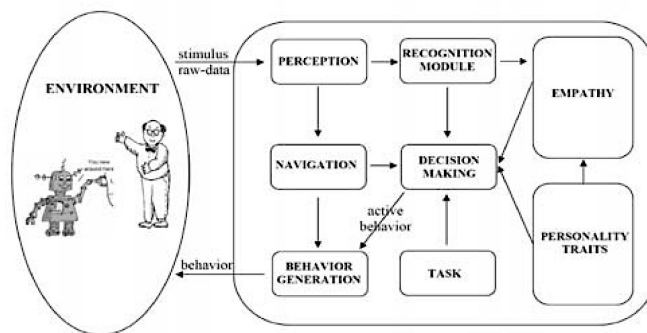 ENVIRONMENT
stimulus
raw-data
PERCEPTION
RECOGNITION
MODULE
EMPATHY
NAVIGATION
DECISION
MAKING
active
behavior
behavior
BEHAVIOR
GENERATION
TASK
PERSONALITY
TRAITS